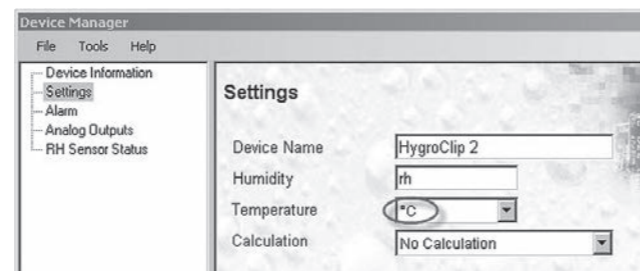 Device Manager
File Tools Help
Device Information
Settings
Alarm
Analog Outputs
RH Sensor Status
Settings
Device Name HygroClip 2
Humidity rh
Temperature °C
Calculation No Calculation